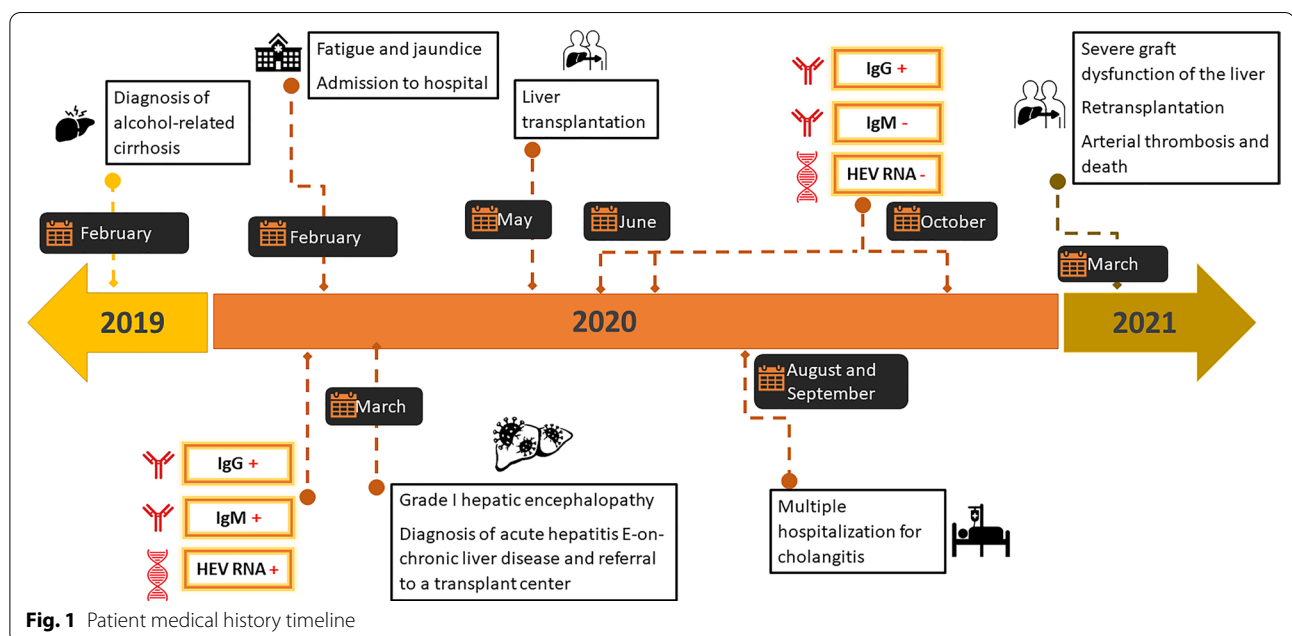 Diagnosis of
alcohol-related
cirrhosis
Fatigue and jaundice
Admission to hospital
Liver
transplantation
IgG +
IgM -
HEV RNA -
Severe graft
dysfunction of the liver
Retransplantation
Arterial thrombosis and
death
February
February
May
June
October
March
2019
2020
2021
March
August and
September
IgG +
IgM +
HEV RNA +
Grade I hepatic encephalopathy
Diagnosis of acute hepatitis E-on-
chronic liver disease and referral
to a transplant center
Multiple
hospitalization for
cholangitis
Fig. 1 Patient medical history timeline